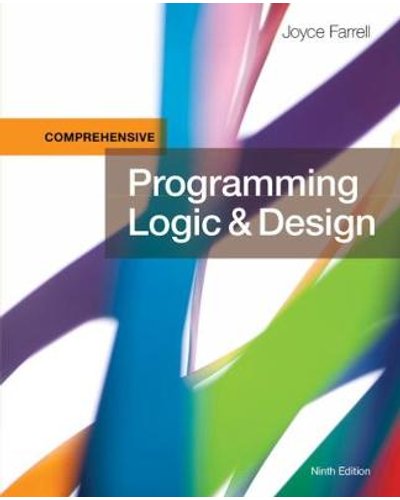 Joyce Farrell
COMPREHENSIVE
Programming
Logic & Design
Ninth Edition